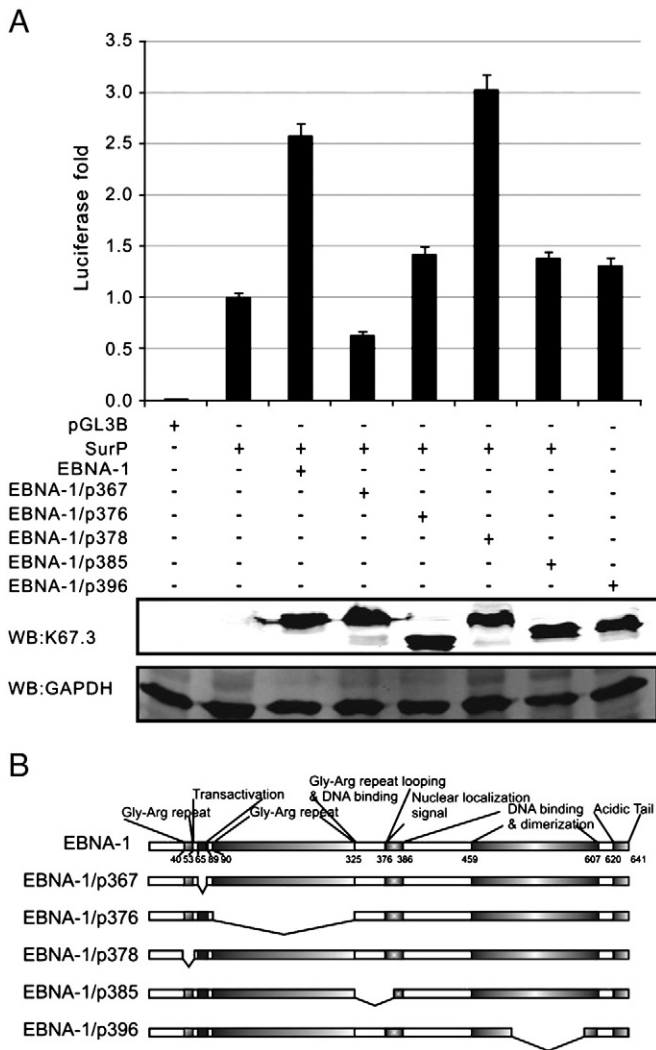 A
3.5
3.0
2.5
2.0
1.5
1.0
0.5
0.0
Luciferase fold
pGL3B + - - - - - - -
SurP - + + + + + + -
EBNA-1 - - + - - - - -
EBNA-1/p367 - - - + - - - -
EBNA-1/p376 - - - - + - - -
EBNA-1/p378 - - - - - + - -
EBNA-1/p385 - - - - - - + -
EBNA-1/p396 - - - - - - - +
WB:K67.3
WB:GAPDH
B
Gly-Arg repeat
Transactivation
Gly-Arg repeat
Gly-Arg repeat looping
& DNA binding
Nuclear localization
signal
DNA binding
& dimerization
Acidic Tail
EBNA-1
40 53 65 89 90 325 376 386 459 607 620 641
EBNA-1/p367
EBNA-1/p376
EBNA-1/p378
EBNA-1/p385
EBNA-1/p396